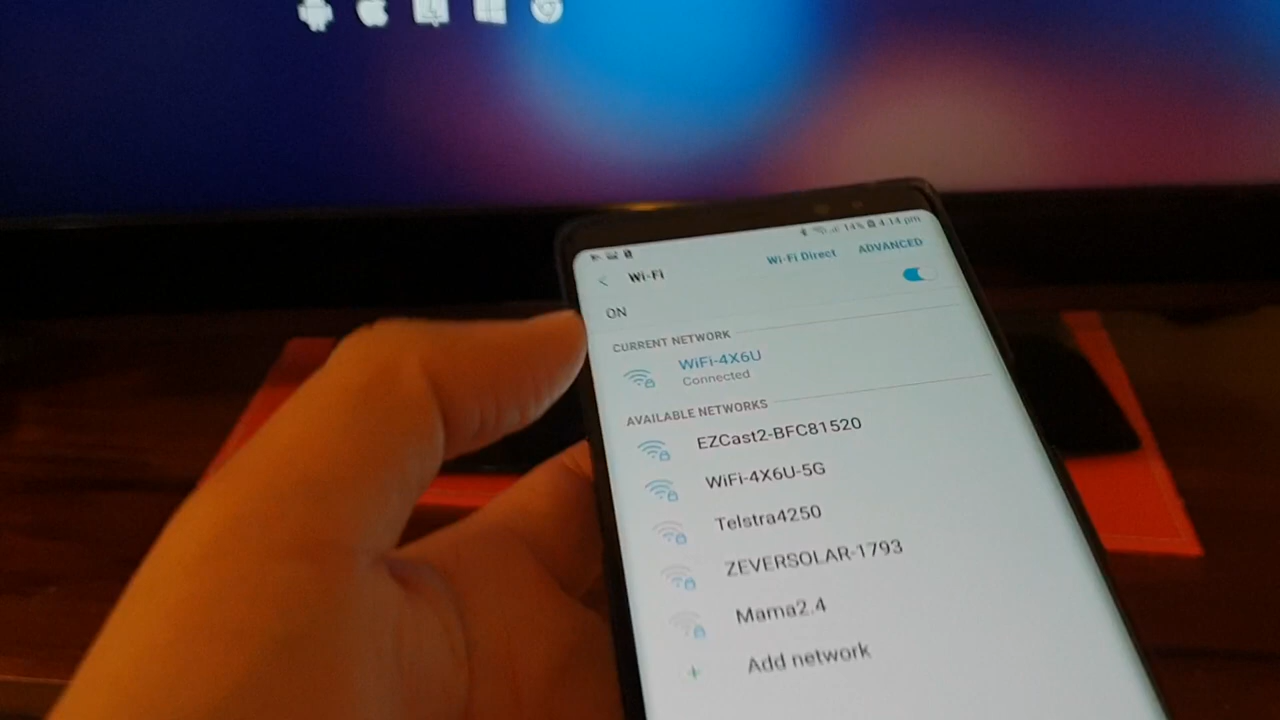 14% 4:14 pm
Wi-Fi Wi-Fi Direct ADVANCED
ON
CURRENT NETWORK
WiFi-4X6U
Connected
AVAILABLE NETWORKS
EZCast2-BFC81520
WiFi-4X6U-5G
Telstra4250
ZEVERSOLAR-1793
Mama2.4
Add network